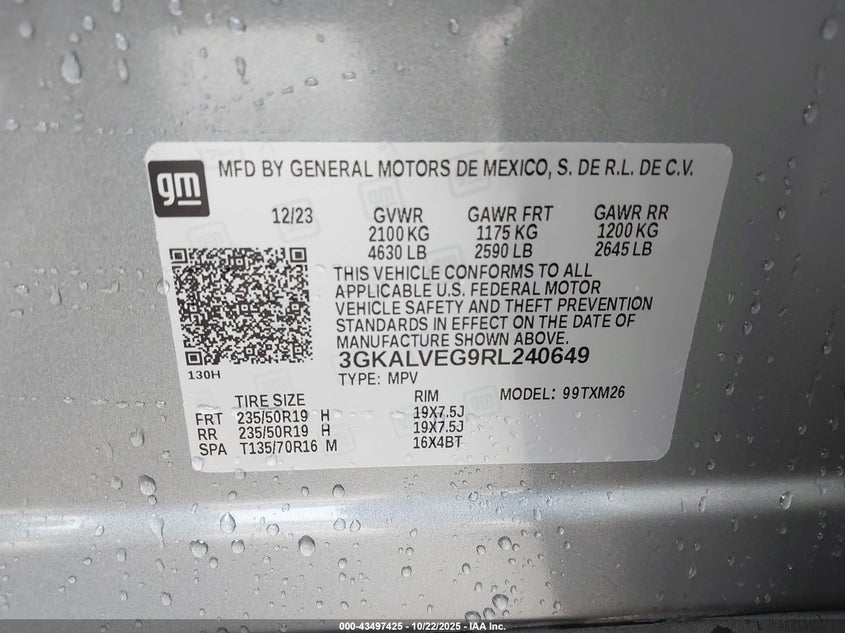 gm
MFD BY GENERAL MOTORS DE MEXICO, S. DE R.L. DE C.V.
12/23 GVWR GAWR FRT GAWR RR
2100 KG 1175 KG 1200 KG
4630 LB 2590 LB 2645 LB
THIS VEHICLE CONFORMS TO ALL
APPLICABLE U.S. FEDERAL MOTOR
VEHICLE SAFETY AND THEFT PREVENTION
STANDARDS IN EFFECT ON THE DATE OF
MANUFACTURE SHOWN ABOVE.
3GKALVEG9RL240649
130H
TYPE: MPV
TIRE SIZE RIM MODEL: 99TXM26
FRT 235/50R19 H 19X7.5J
RR 235/50R19 H 19X7.5J
SPA T135/70R16 M 16X4BT
000-43497425 - 10/22/2025 - IAA Inc.